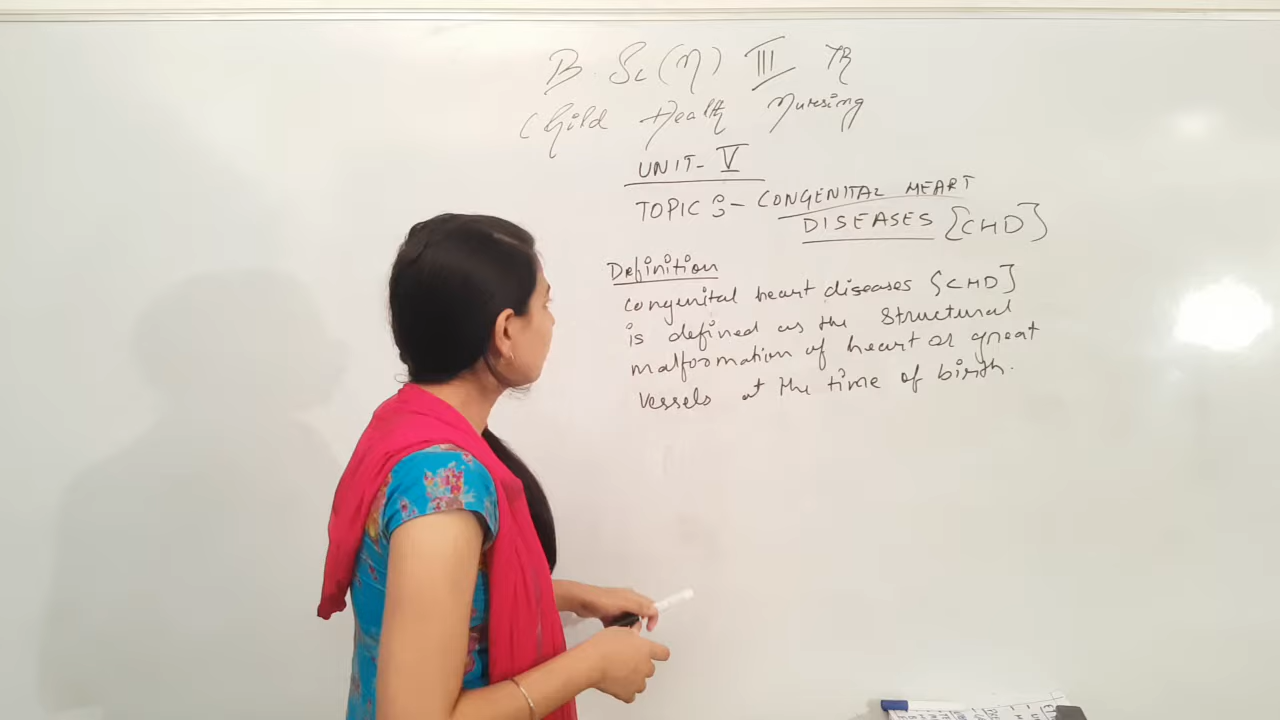 B.Sc(N) III YR
Child Health Nursing
UNIT- V
TOPIC :- CONGENITAL HEART
DISEASES [CHD]
Definition
Congenital heart diseases [CHD]
is defined as the structural
malformation of heart or great
vessels at the time of birth.